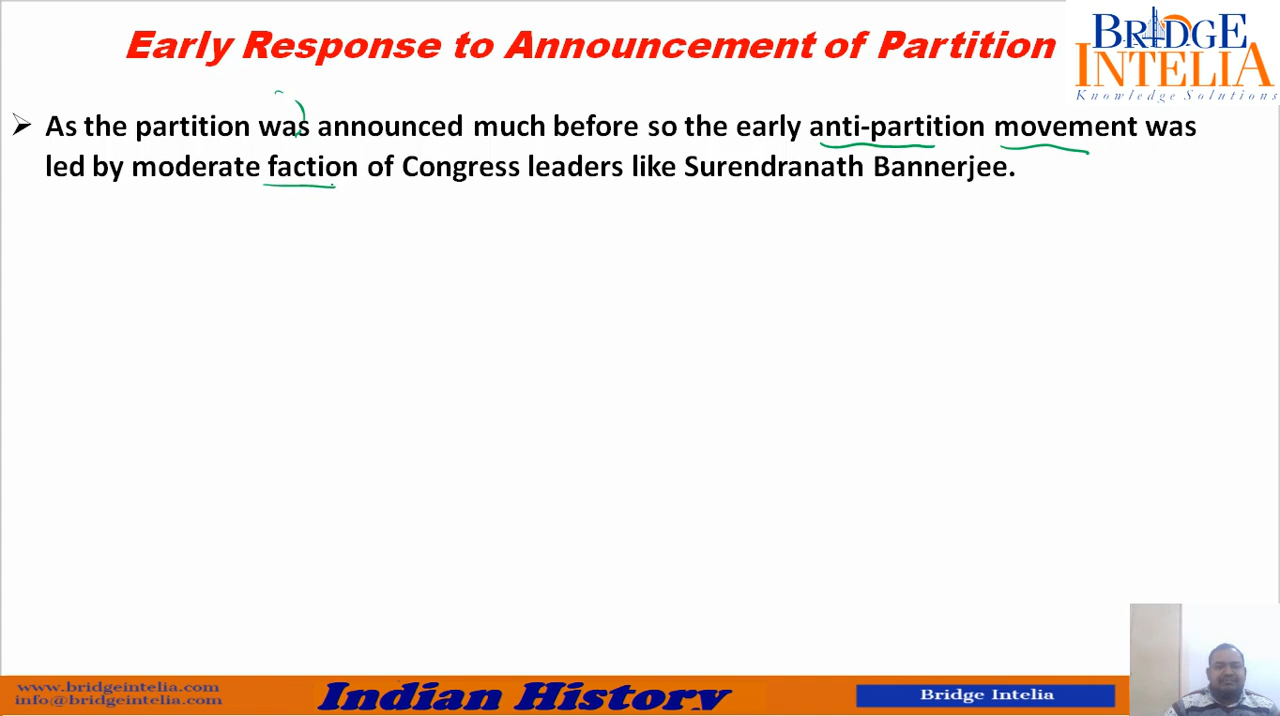 Early Response to Announcement of Partition
BRIDGE
INTELIA
Knowledge Solutions
➢ As the partition was announced much before so the early anti-partition movement was
led by moderate faction of Congress leaders like Surendranath Bannerjee.
www.bridgeintelia.com
info@bridgeintelia.com
Indian History
Bridge Intelia